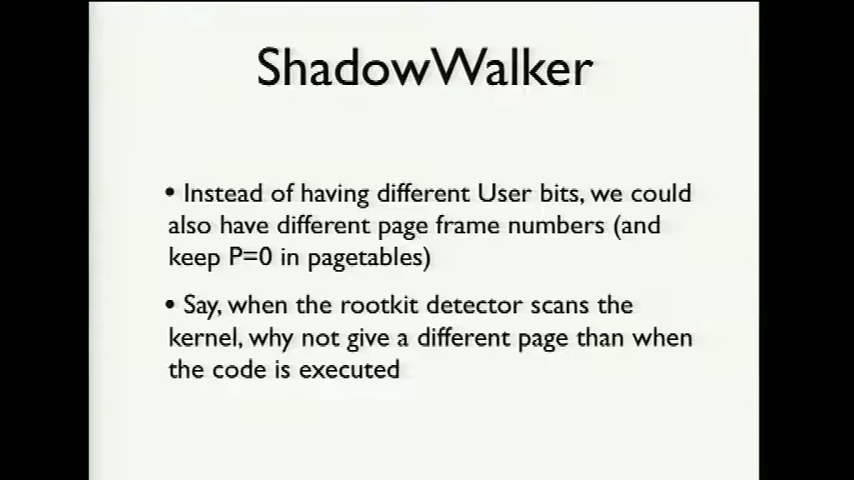 ShadowWalker
• Instead of having different User bits, we could
also have different page frame numbers (and
keep P=0 in pagetables)
• Say, when the rootkit detector scans the
kernel, why not give a different page than when
the code is executed